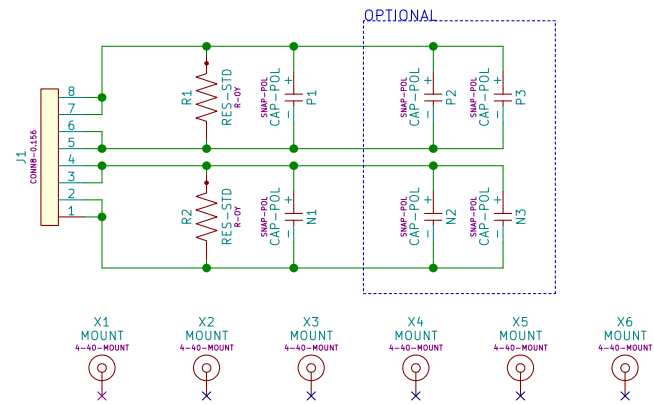 OPTIONAL
J1
CONN8-0.156
8
7
6
5
4
3
2
1
R1
RES-STD
R-0Y
SNAP-POL
CAP-POL
+
-
P1
SNAP-POL
CAP-POL
+
-
P2
SNAP-POL
CAP-POL
+
-
P3
R2
RES-STD
R-0Y
SNAP-POL
CAP-POL
+
-
N1
SNAP-POL
CAP-POL
+
-
N2
SNAP-POL
CAP-POL
+
-
N3
X1
MOUNT
4-40-MOUNT
X2
MOUNT
4-40-MOUNT
X3
MOUNT
4-40-MOUNT
X4
MOUNT
4-40-MOUNT
X5
MOUNT
4-40-MOUNT
X6
MOUNT
4-40-MOUNT